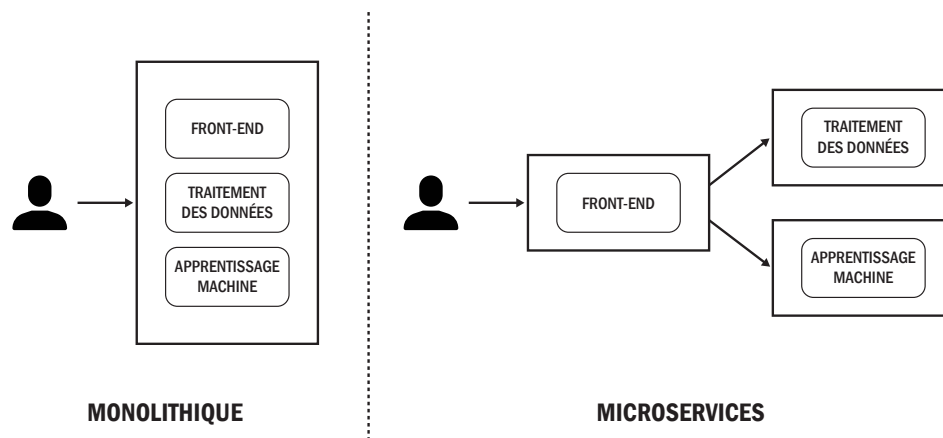 FRONT-END
TRAITEMENT
DES DONNÉES
APPRENTISSAGE
MACHINE
MONOLITHIQUE
FRONT-END
TRAITEMENT
DES DONNÉES
APPRENTISSAGE
MACHINE
MICROSERVICES